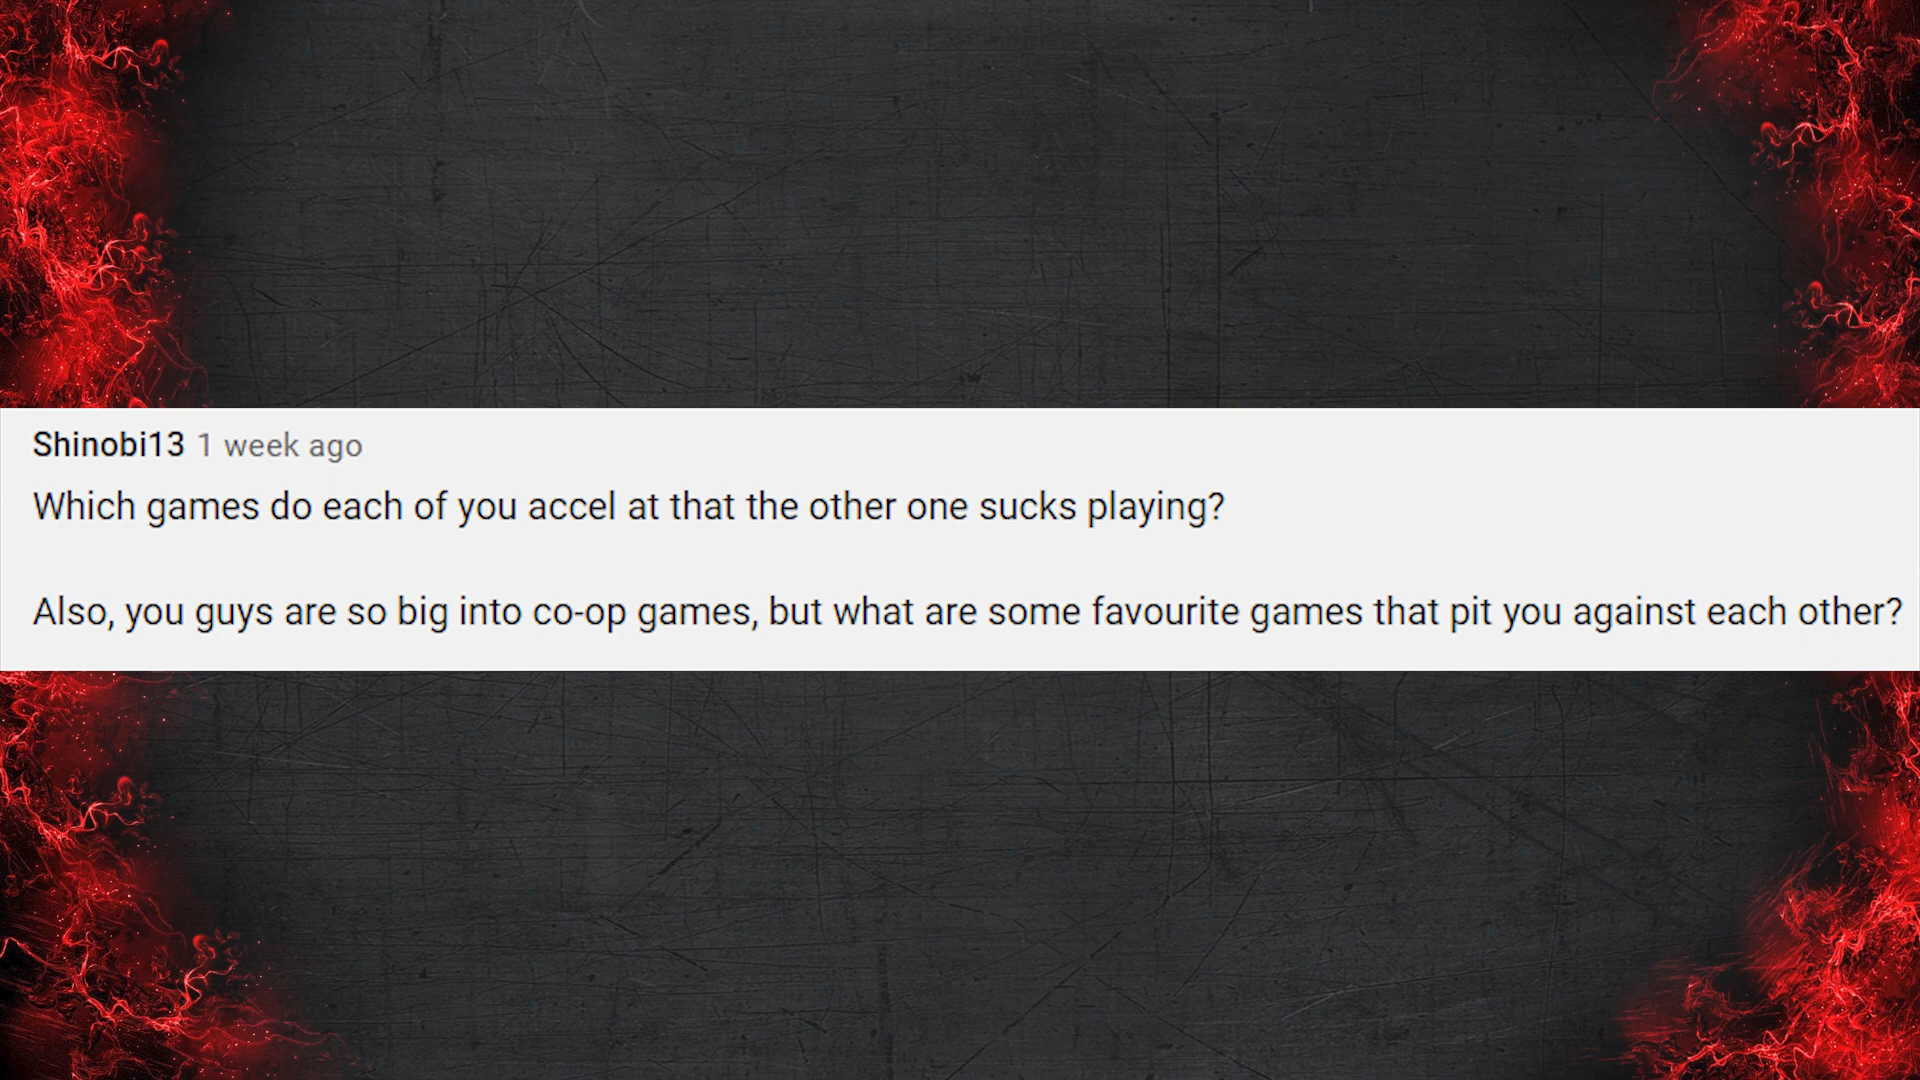 Shinobi13 1 week ago
Which games do each of you accel at that the other one sucks playing?
Also, you guys are so big into co-op games, but what are some favourite games that pit you against each other?